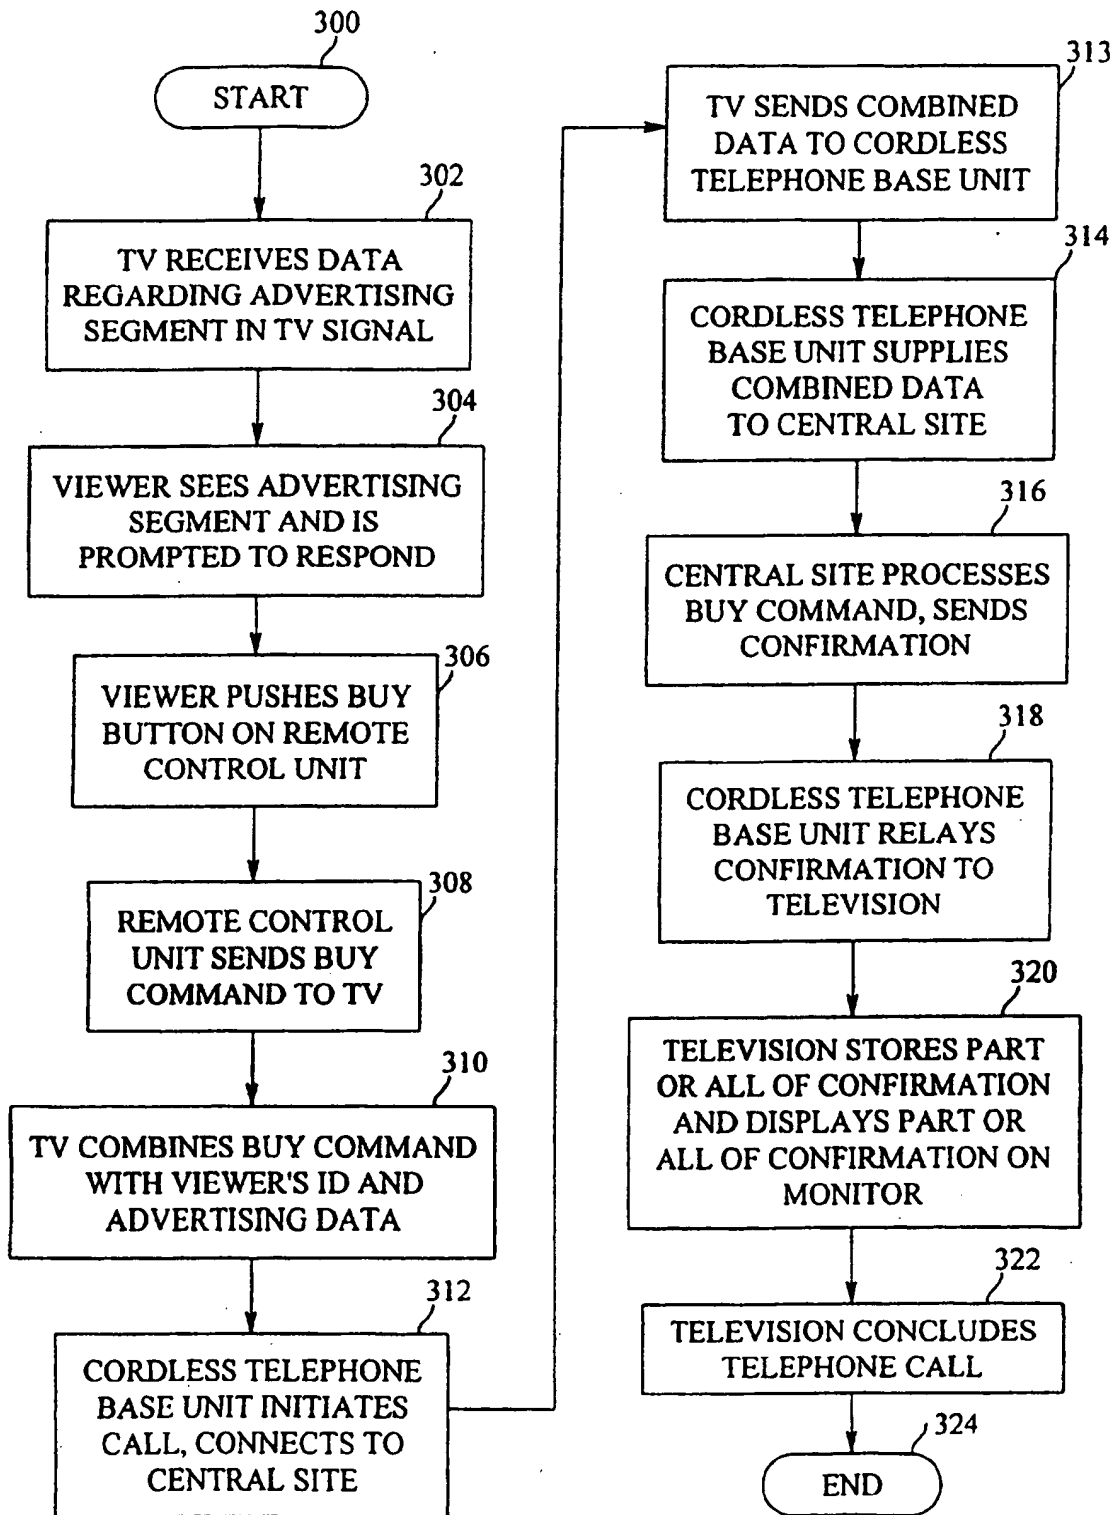 300
START
302
TV RECEIVES DATA
REGARDING ADVERTISING
SEGMENT IN TV SIGNAL
304
VIEWER SEES ADVERTISING
SEGMENT AND IS
PROMPTED TO RESPOND
306
VIEWER PUSHES BUY
BUTTON ON REMOTE
CONTROL UNIT
308
REMOTE CONTROL
UNIT SENDS BUY
COMMAND TO TV
310
TV COMBINES BUY COMMAND
WITH VIEWER'S ID AND
ADVERTISING DATA
312
CORDLESS TELEPHONE
BASE UNIT INITIATES
CALL, CONNECTS TO
CENTRAL SITE
313
TV SENDS COMBINED
DATA TO CORDLESS
TELEPHONE BASE UNIT
314
CORDLESS TELEPHONE
BASE UNIT SUPPLIES
COMBINED DATA
TO CENTRAL SITE
316
CENTRAL SITE PROCESSES
BUY COMMAND, SENDS
CONFIRMATION
318
CORDLESS TELEPHONE
BASE UNIT RELAYS
CONFIRMATION TO
TELEVISION
320
TELEVISION STORES PART
OR ALL OF CONFIRMATION
AND DISPLAYS PART OR
ALL OF CONFIRMATION ON
MONITOR
322
TELEVISION CONCLUDES
TELEPHONE CALL
324
END